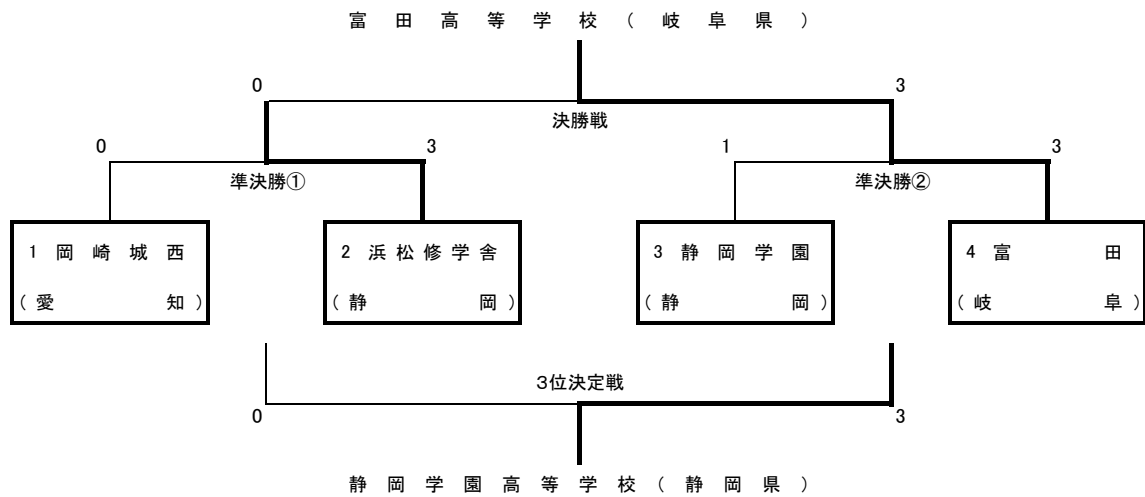 富田高等学校(岐阜県)
0 3
決勝戦
0 3 1 3
準決勝① 準決勝②
1 岡崎城西 2 浜松修学舎 3 静岡学園 4 富田
(愛知) (静岡) (静岡) (岐阜)
3位決定戦
0 3
静岡学園高等学校(静岡県)